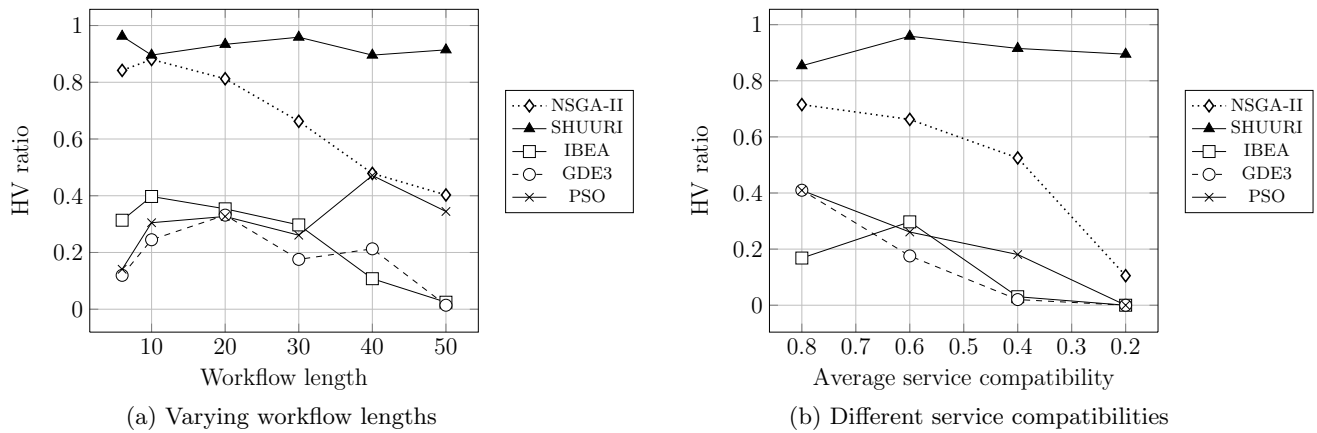 HV ratio
1
0.8
0.6
0.4
0.2
0
10 20 30 40 50
Workflow length
NSGA-II
SHUURI
IBEA
GDE3
PSO
(a) Varying workflow lengths
HV ratio
1
0.8
0.6
0.4
0.2
0
0.8 0.7 0.6 0.5 0.4 0.3 0.2
Average service compatibility
NSGA-II
SHUURI
IBEA
GDE3
PSO
(b) Different service compatibilities